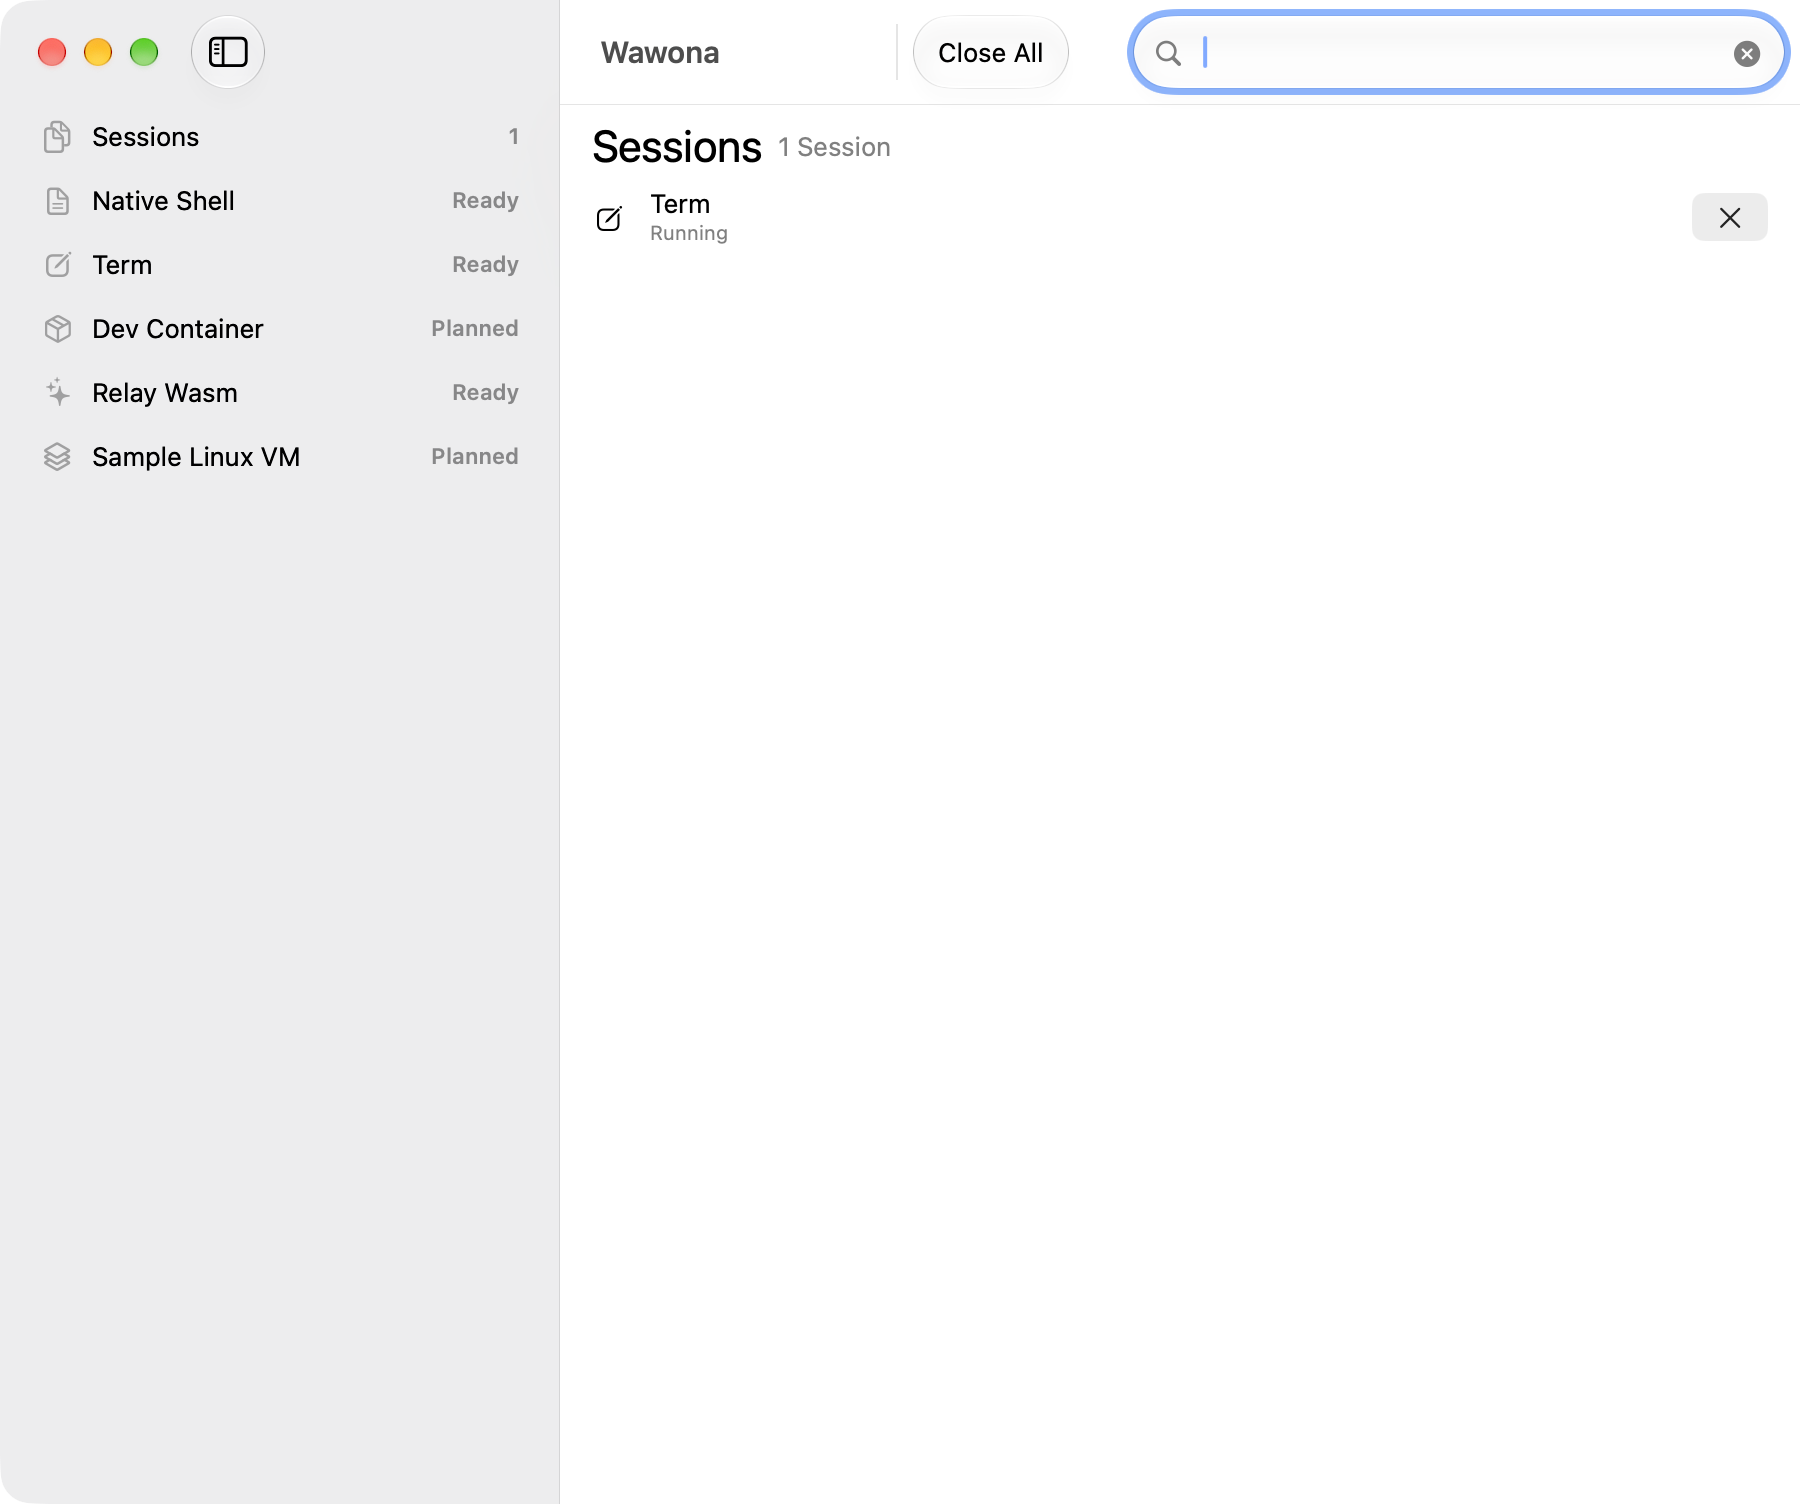 Wawona
Close All
Sessions 1
Native Shell Ready
Term Ready
Dev Container Planned
Relay Wasm Ready
Sample Linux VM Planned
Sessions 1 Session
Term
Running